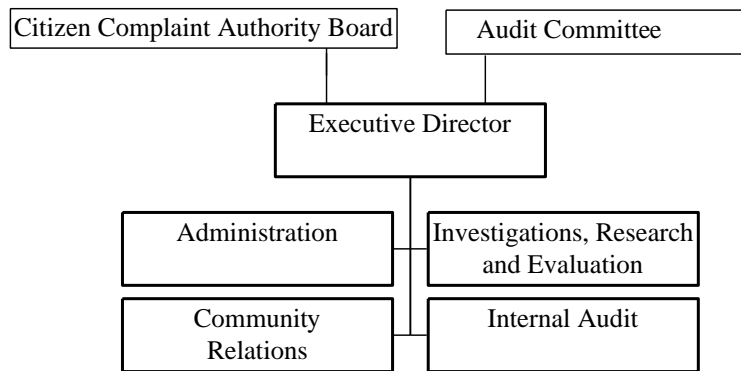 Citizen Complaint Authority Board
Audit Committee
Executive Director
Administration
Investigations, Research
and Evaluation
Community
Relations
Internal Audit